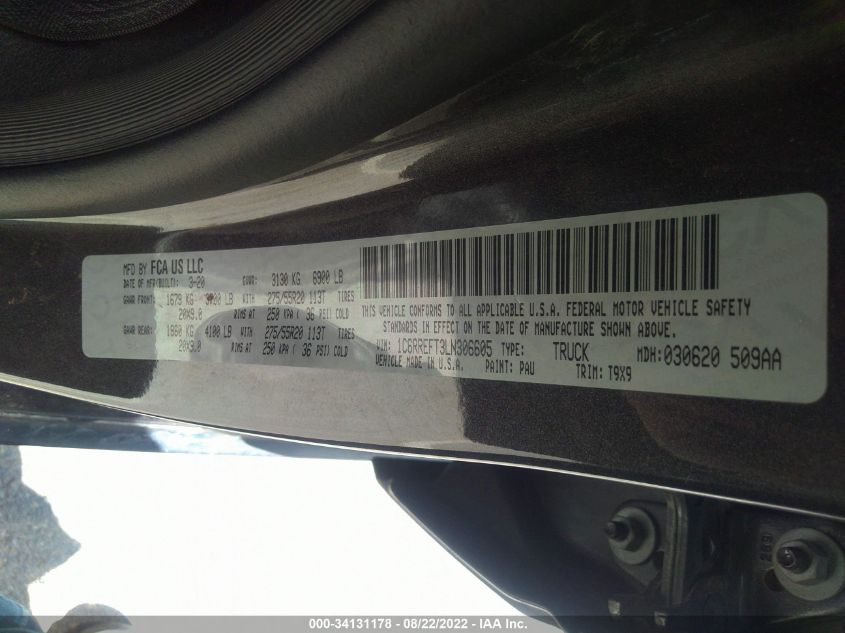 MFD BY FCA US LLC
DATE OF MFR(BUILT): 3-20 GVWR: 3130 KG 6900 LB
GAWR FRONT: 1679 KG 3700 LB WITH 275/55R20 113T TIRES
20X9.0 RIMS AT 250 KPA ( 36 PSI) COLD
GAWR REAR: 1860 KG 4100 LB WITH 275/55R20 113T TIRES
20X9.0 RIMS AT 250 KPA ( 36 PSI) COLD
THIS VEHICLE CONFORMS TO ALL APPLICABLE U.S.A. FEDERAL MOTOR VEHICLE SAFETY
STANDARDS IN EFFECT ON THE DATE OF MANUFACTURE SHOWN ABOVE.
VIN: 1C6RREFT3LN306605 TYPE: TRUCK MDH: 030620 509AA
VEHICLE MADE IN U.S.A. PAINT: PAU TRIM: T9X9
000-34131178 - 08/22/2022 - IAA Inc.